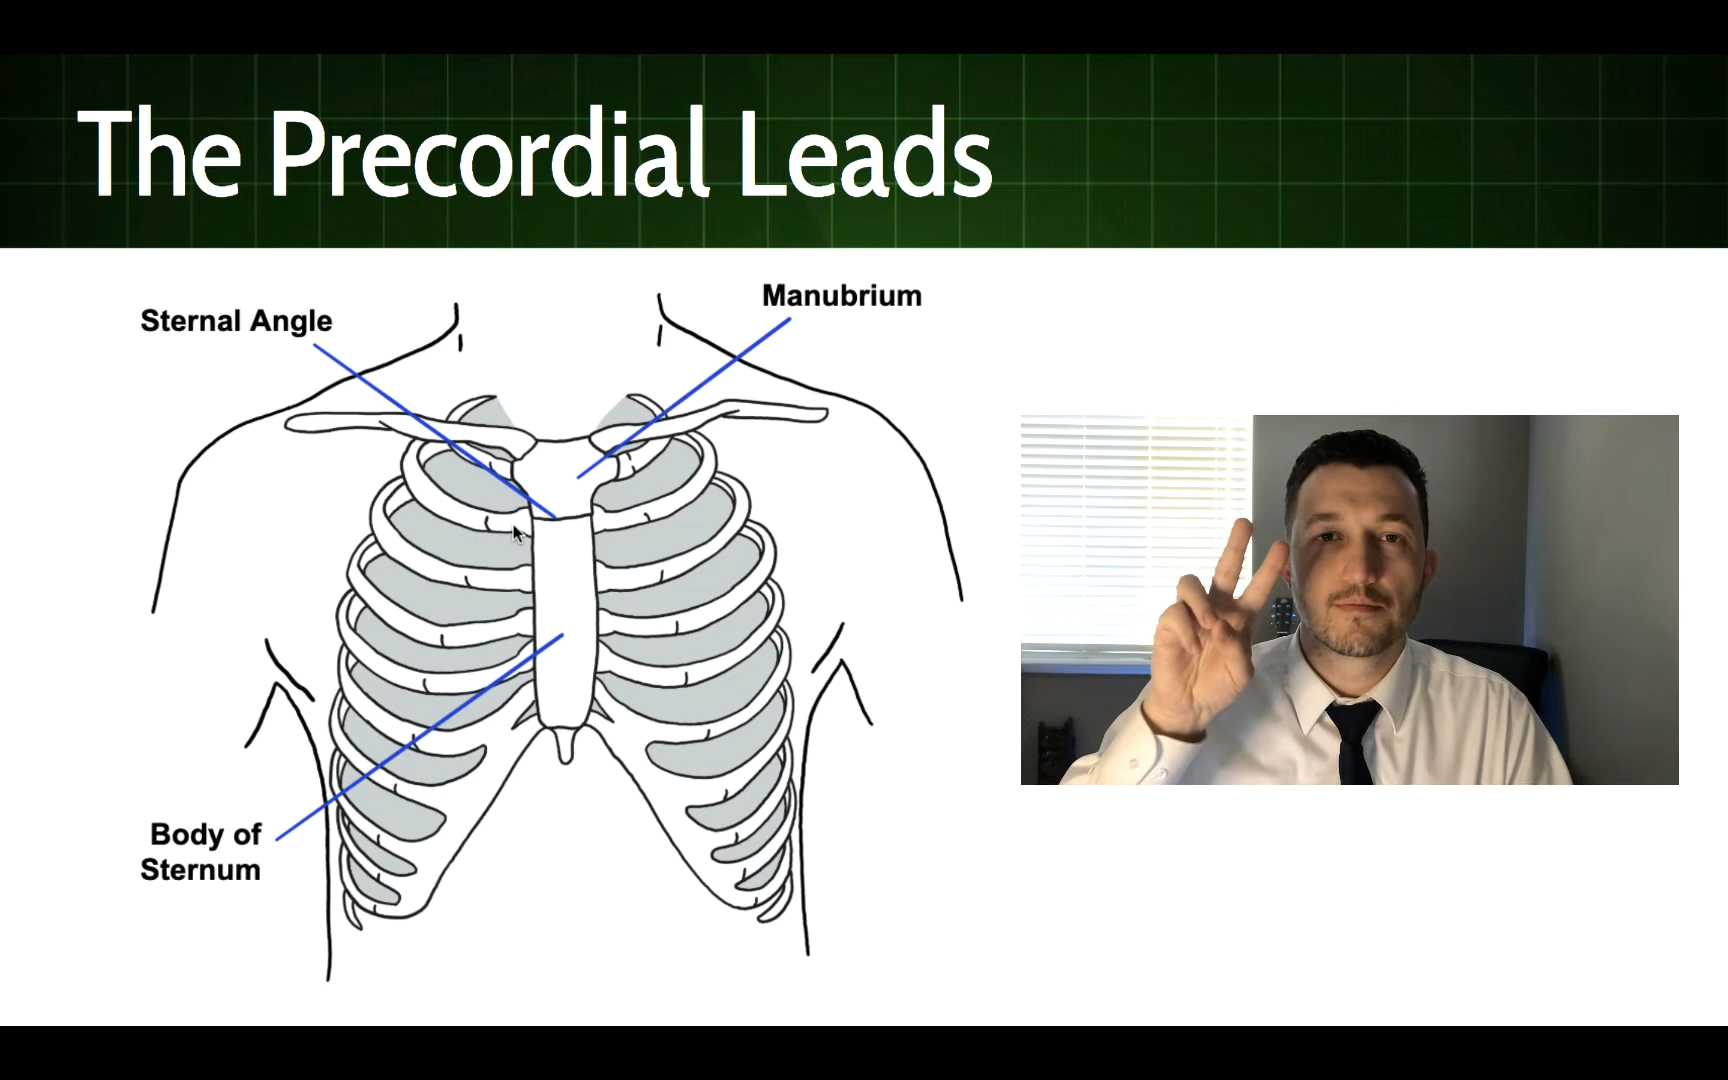 The Precordial Leads
Sternal Angle
Manubrium
Body of
Sternum